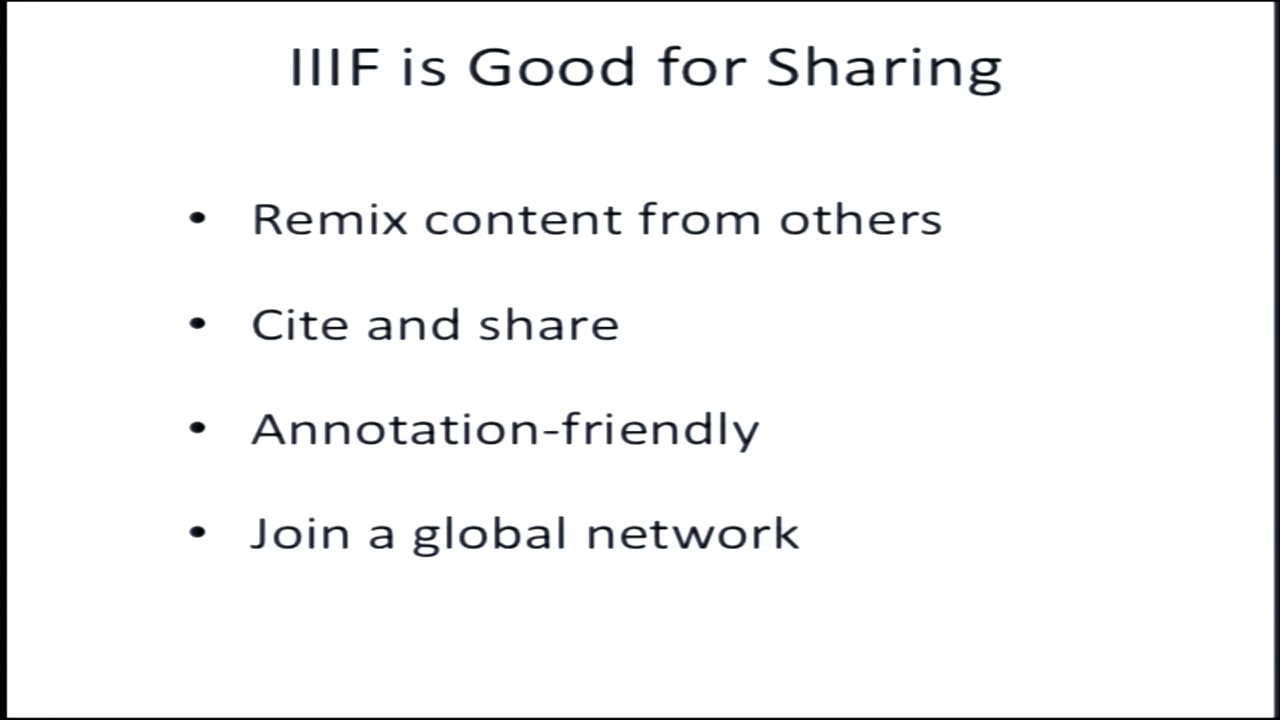 IIIF is Good for Sharing
• Remix content from others
• Cite and share
• Annotation-friendly
• Join a global network